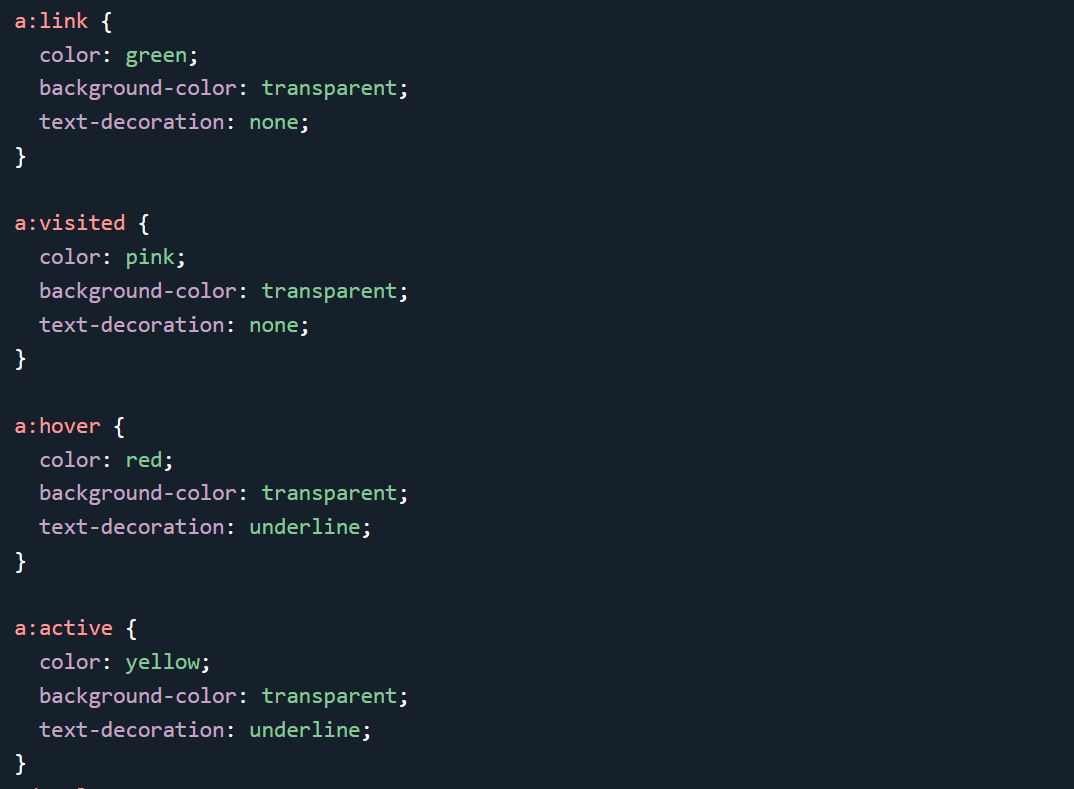 a:link {
  color: green;
  background-color: transparent;
  text-decoration: none;
}

a:visited {
  color: pink;
  background-color: transparent;
  text-decoration: none;
}

a:hover {
  color: red;
  background-color: transparent;
  text-decoration: underline;
}

a:active {
  color: yellow;
  background-color: transparent;
  text-decoration: underline;
}